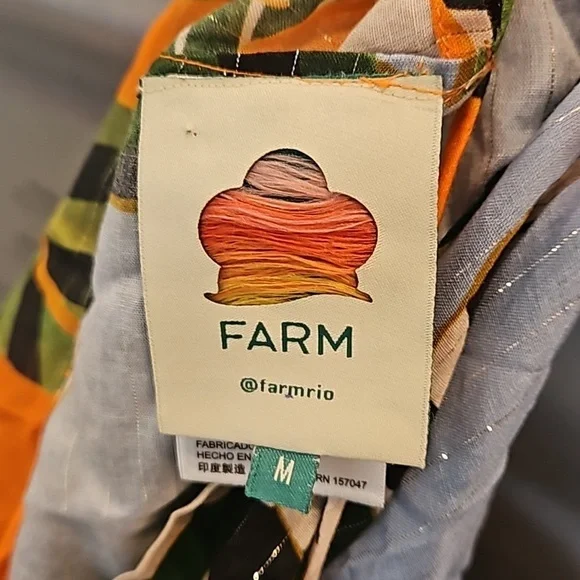 FARM
@farmrio
FABRICADO
HECHO EN
印度製造
M
RN 157047